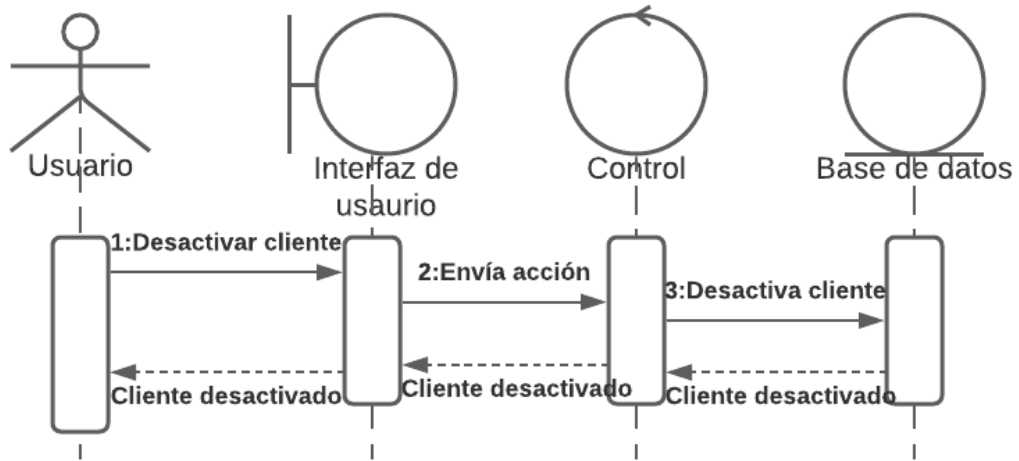 Usuario
Interfaz de
usaurio
Control
Base de datos
1:Desactivar cliente
2:Envía acción
3:Desactiva cliente
Cliente desactivado
Cliente desactivado
Cliente desactivado